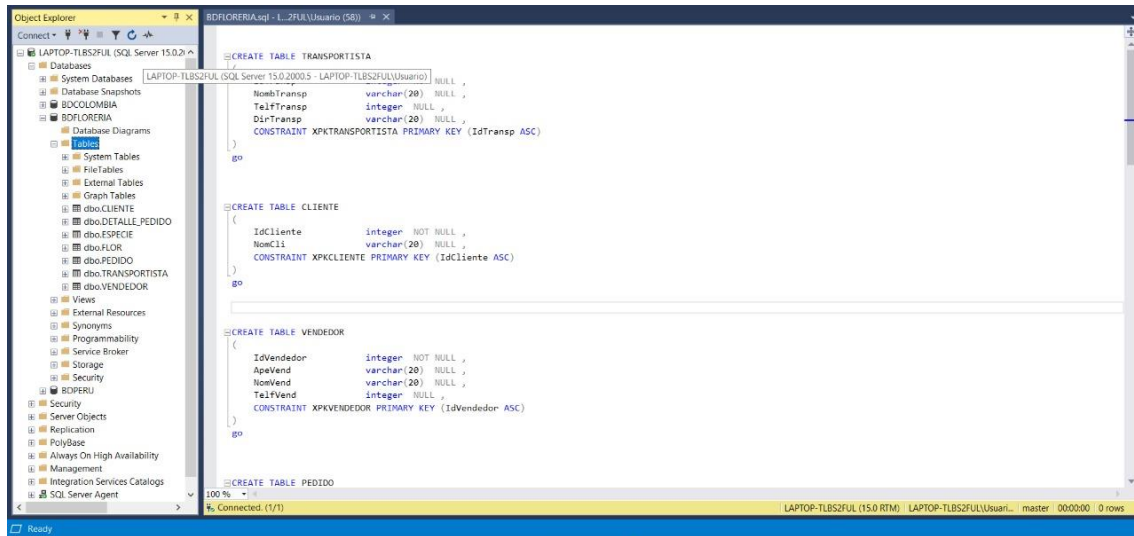 Object Explorer
BDFLORERIA.sql - L...2FUL\Usuario (58))
Connect
LAPTOP-TLBS2FUL (SQL Server 15.0.20
Databases
System Databases
LAPTOP-TLBS2FUL (SQL Server 15.0.2000.5 - LAPTOP-TLBS2FUL\Usuario)
Database Snapshots
BDCOLOMBIA
BDFLORERIA
Database Diagrams
Tables
System Tables
FileTables
External Tables
Graph Tables
dbo.CLIENTE
dbo.DETALLE_PEDIDO
dbo.ESPECIE
dbo.FLOR
dbo.PEDIDO
dbo.TRANSPORTISTA
dbo.VENDEDOR
Views
External Resources
Synonyms
Programmability
Service Broker
Storage
Security
BDPERU
Security
Server Objects
Replication
PolyBase
Always On High Availability
Management
Integration Services Catalogs
SQL Server Agent
CREATE TABLE TRANSPORTISTA
(
NULL ,
NombTransp varchar(20) NULL ,
TelfTransp integer NULL ,
DirTransp varchar(20) NULL ,
CONSTRAINT XPKTRANSPORTISTA PRIMARY KEY (IdTransp ASC)
)
go
CREATE TABLE CLIENTE
(
IdCliente integer NOT NULL ,
NomCli varchar(20) NULL ,
CONSTRAINT XPKCLIENTE PRIMARY KEY (IdCliente ASC)
)
go
CREATE TABLE VENDEDOR
(
IdVendedor integer NOT NULL ,
ApeVend varchar(20) NULL ,
NomVend varchar(20) NULL ,
TelfVend integer NULL ,
CONSTRAINT XPKVENDEDOR PRIMARY KEY (IdVendedor ASC)
)
go
CREATE TABLE PEDIDO
100 %
Connected. (1/1)
LAPTOP-TLBS2FUL (15.0 RTM) LAPTOP-TLBS2FUL\Usuari... master 00:00:00 0 rows
Ready